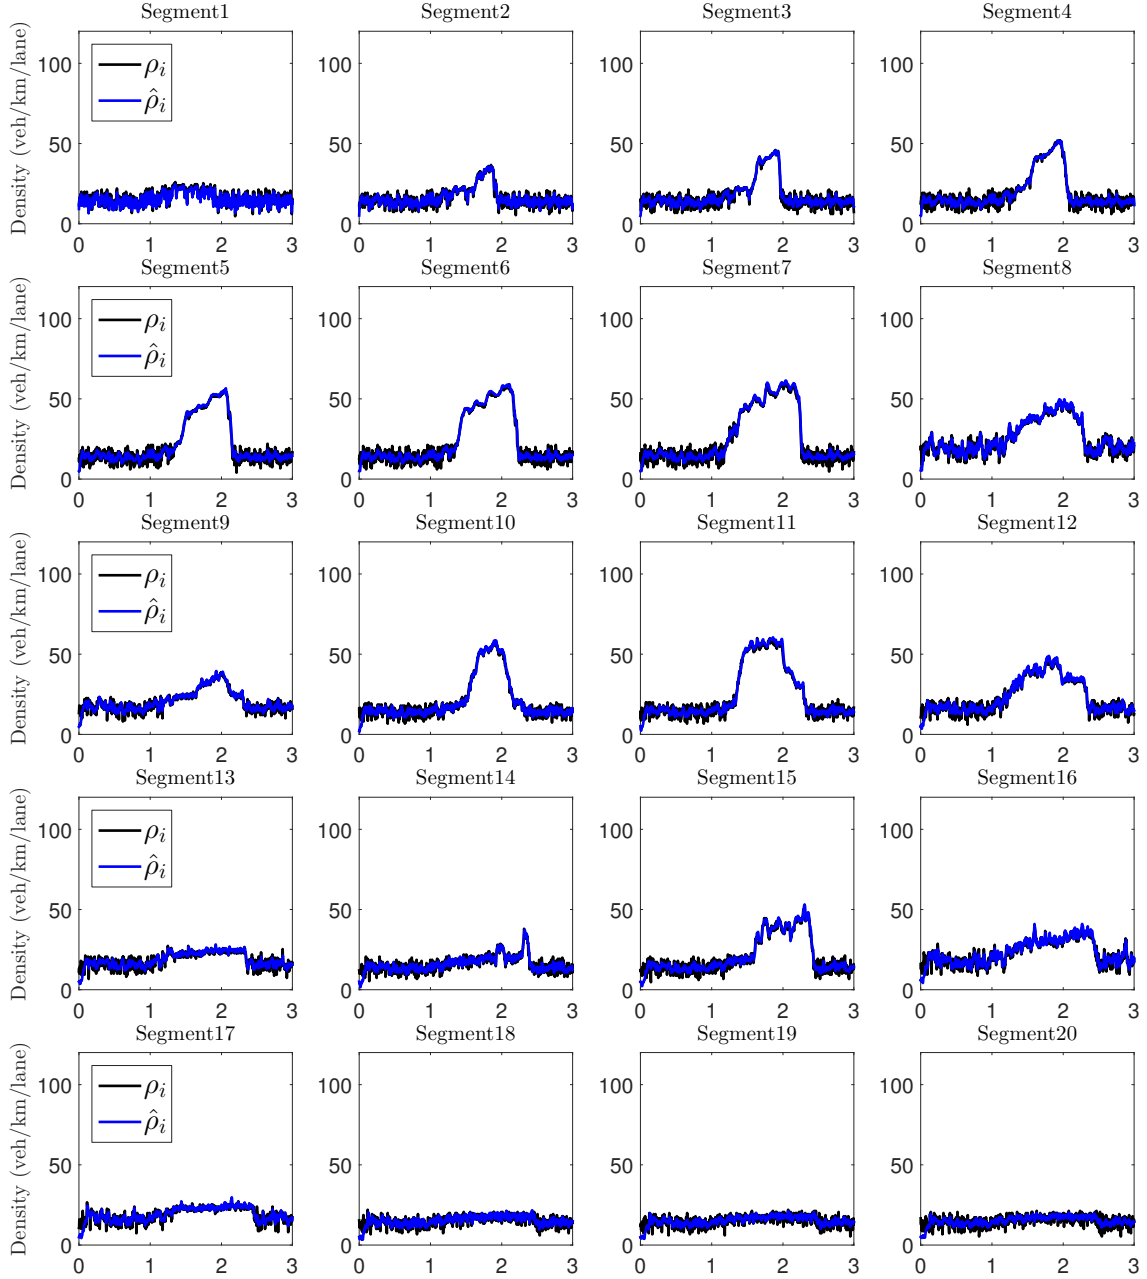 Segment1 Segment2 Segment3 Segment4
Density (veh/km/lane)
100 100 100 100
50 50 50 50
0 0 0 0
ρ_i
ρ̂_i
0 1 2 3 0 1 2 3 0 1 2 3 0 1 2 3
Segment5 Segment6 Segment7 Segment8
Density (veh/km/lane)
100 100 100 100
50 50 50 50
0 0 0 0
ρ_i
ρ̂_i
0 1 2 3 0 1 2 3 0 1 2 3 0 1 2 3
Segment9 Segment10 Segment11 Segment12
Density (veh/km/lane)
100 100 100 100
50 50 50 50
0 0 0 0
ρ_i
ρ̂_i
0 1 2 3 0 1 2 3 0 1 2 3 0 1 2 3
Segment13 Segment14 Segment15 Segment16
Density (veh/km/lane)
100 100 100 100
50 50 50 50
0 0 0 0
ρ_i
ρ̂_i
0 1 2 3 0 1 2 3 0 1 2 3 0 1 2 3
Segment17 Segment18 Segment19 Segment20
Density (veh/km/lane)
100 100 100 100
50 50 50 50
0 0 0 0
ρ_i
ρ̂_i
0 1 2 3 0 1 2 3 0 1 2 3 0 1 2 3